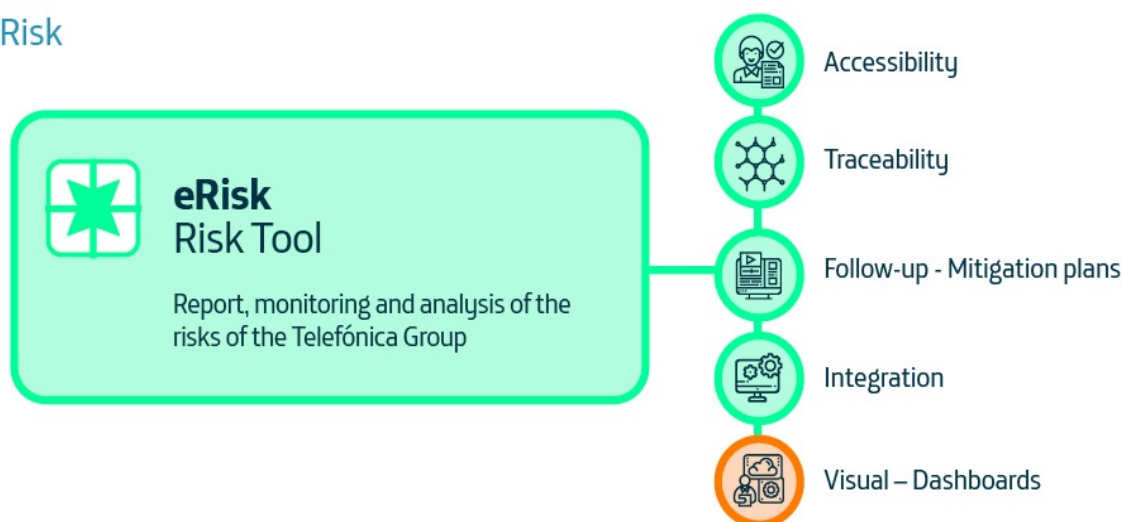 Risk
eRisk
Risk Tool
Report, monitoring and analysis of the
risks of the Telefónica Group
Accessibility
Traceability
Follow-up - Mitigation plans
Integration
Visual – Dashboards